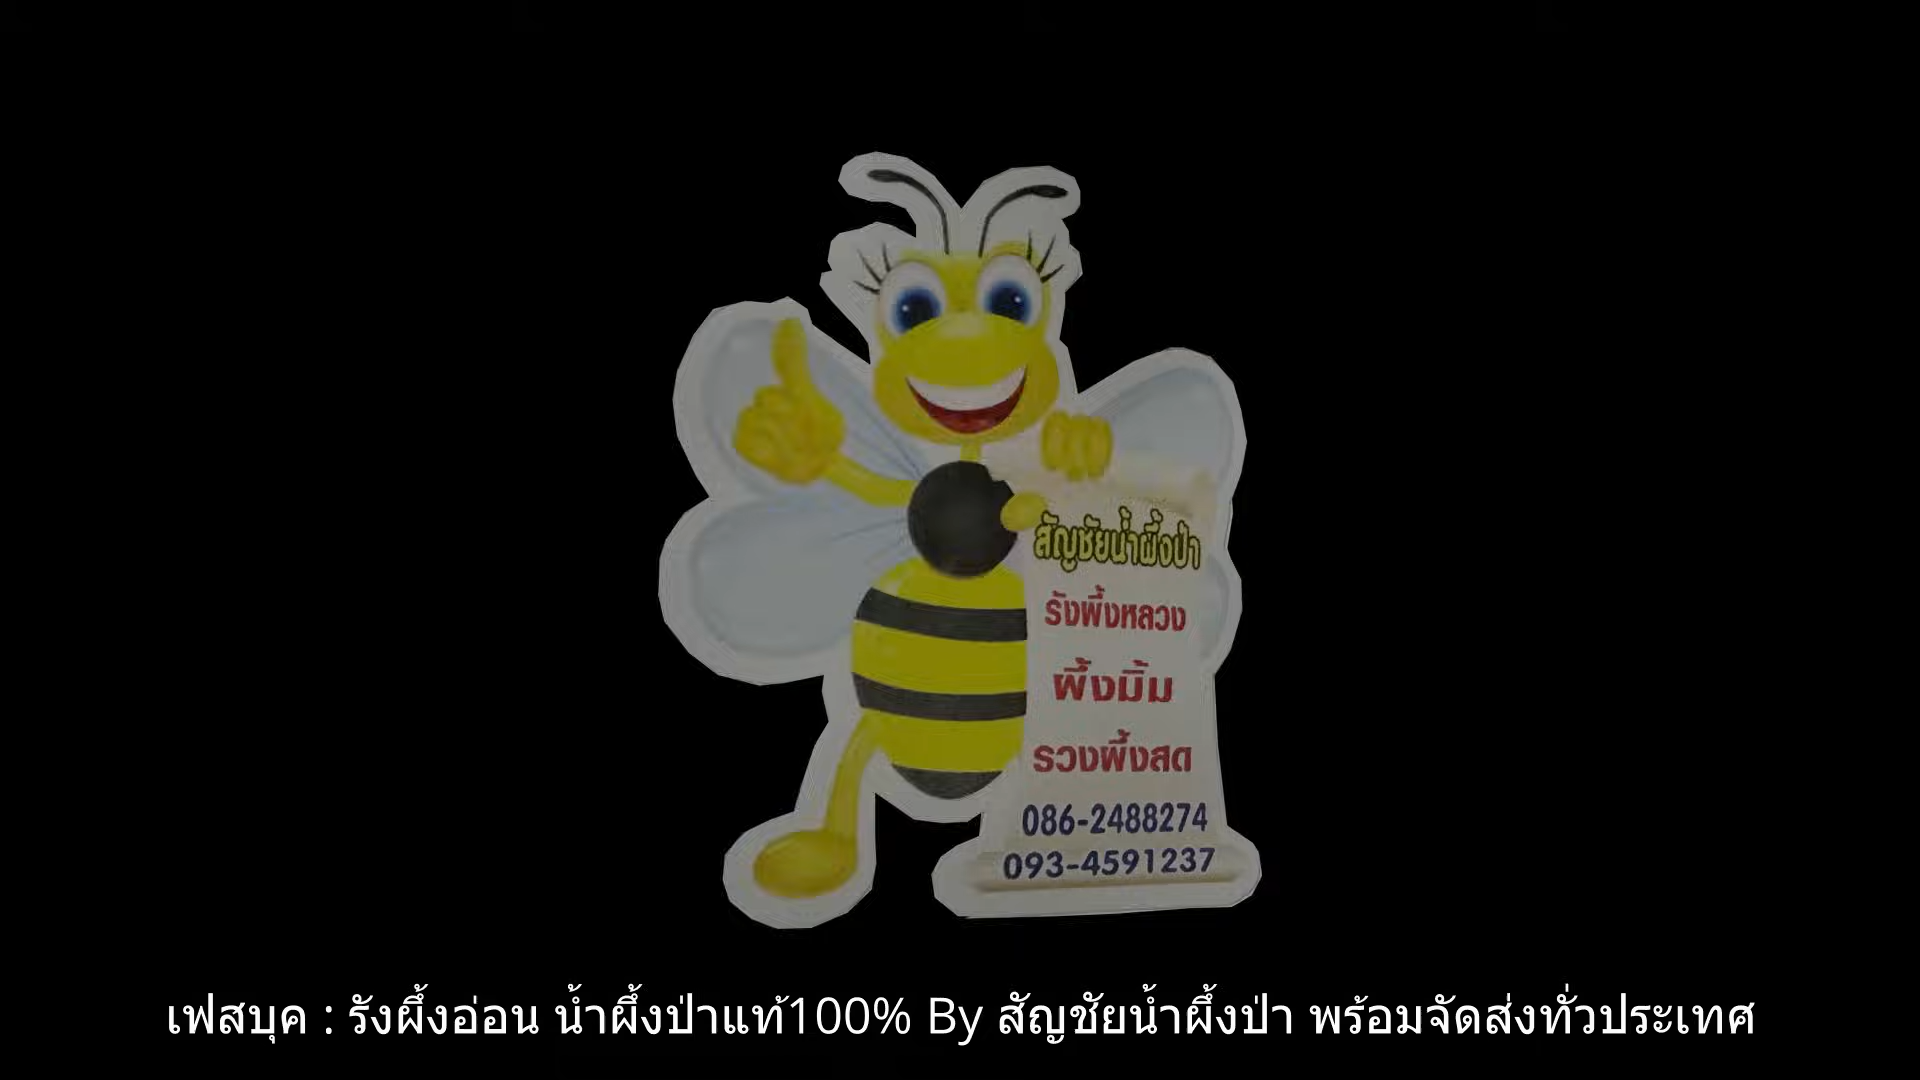 สัญชัยน้ำผึ้งป่า
รังผึ้งหลวง
ผึ้งมิ้ม
รวงผึ้งสด
086-2488274
093-4591237
เฟสบุค : รังผึ้งอ่อน น้ำผึ้งป่าแท้100% By สัญชัยน้ำผึ้งป่า พร้อมจัดส่งทั่วประเทศ